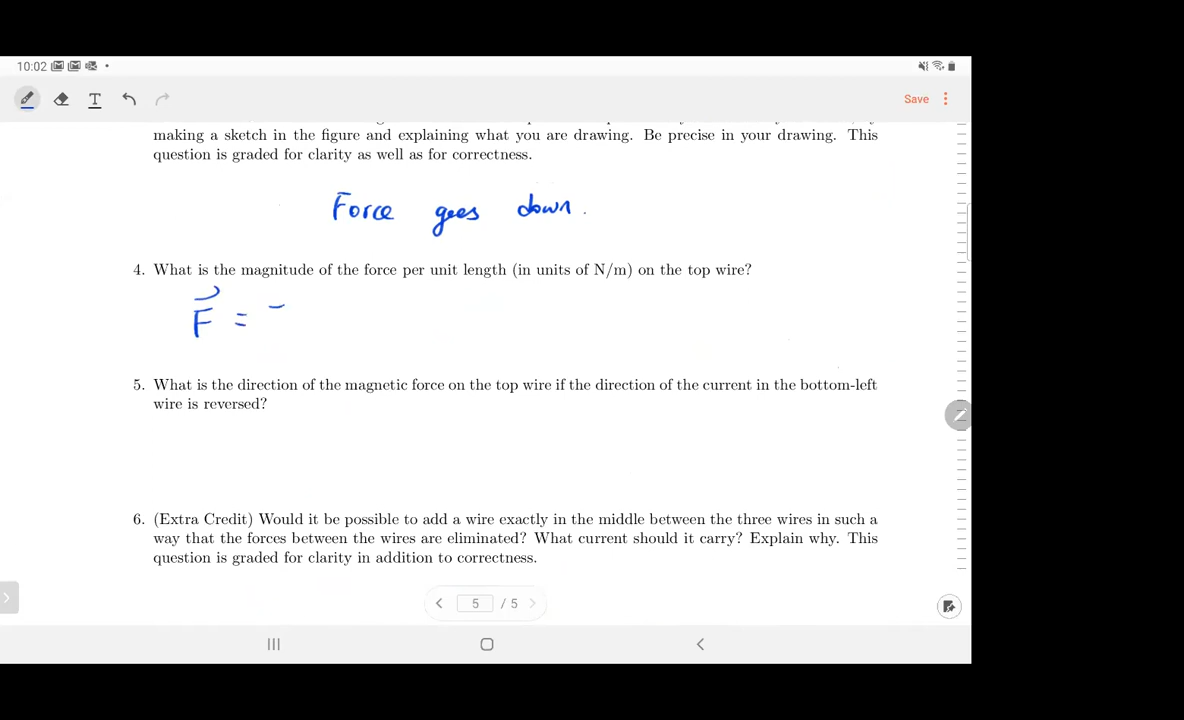 10:02
Save
making a sketch in the figure and explaining what you are drawing. Be precise in your drawing. This
question is graded for clarity as well as for correctness.
Force goes down.
4. What is the magnitude of the force per unit length (in units of N/m) on the top wire?
F =
5. What is the direction of the magnetic force on the top wire if the direction of the current in the bottom-left
wire is reversed?
6. (Extra Credit) Would it be possible to add a wire exactly in the middle between the three wires in such a
way that the forces between the wires are eliminated? What current should it carry? Explain why. This
question is graded for clarity in addition to correctness.
5 / 5